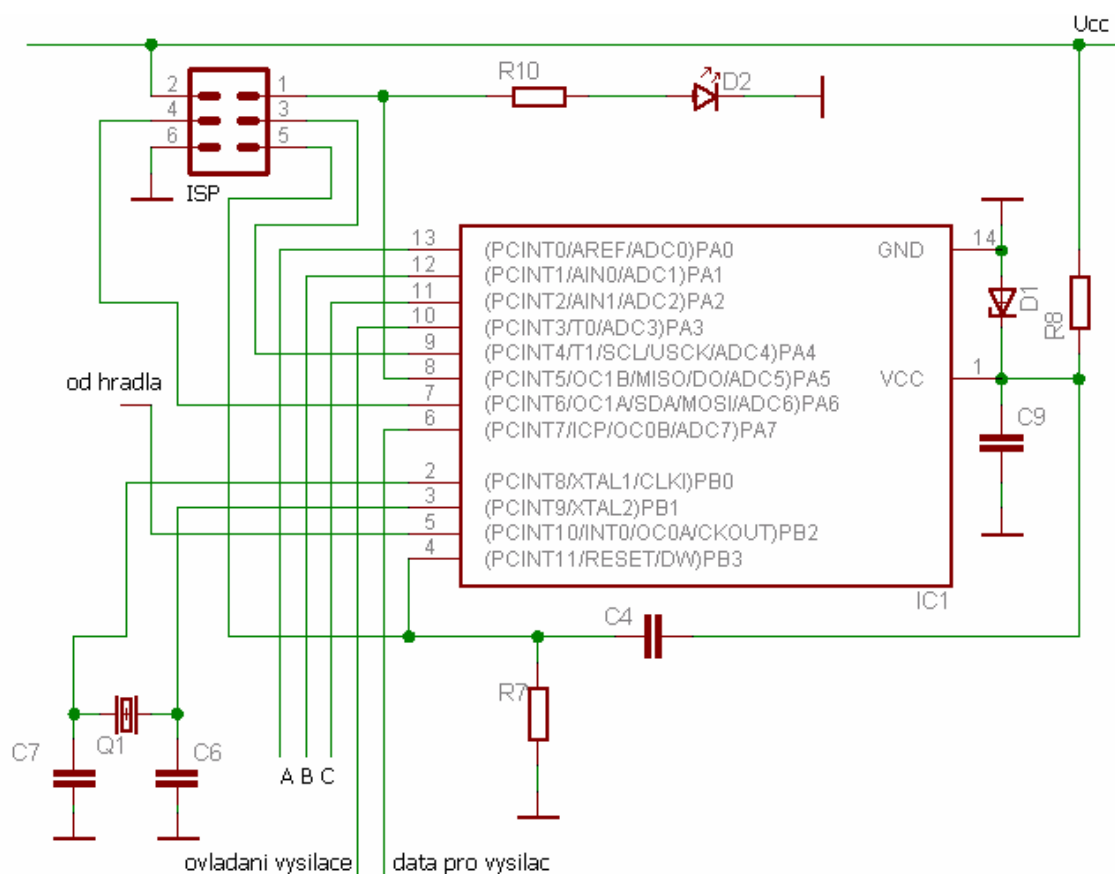 Ucc
R10
D2
2
1
4
3
6
5
ISP
13
(PCINT0/AREF/ADC0)PA0
GND
14
12
(PCINT1/AIN0/ADC1)PA1
11
(PCINT2/AIN1/ADC2)PA2
D1
R8
10
(PCINT3/T0/ADC3)PA3
9
(PCINT4/T1/SCL/USCK/ADC4)PA4
od hradla
8
(PCINT5/OC1B/MISO/DO/ADC5)PA5
VCC
1
7
(PCINT6/OC1A/SDA/MOSI/ADC6)PA6
C9
6
(PCINT7/ICP/OC0B/ADC7)PA7
2
(PCINT8/XTAL1/CLKI)PB0
3
(PCINT9/XTAL2)PB1
5
(PCINT10/INT0/OC0A/CKOUT)PB2
4
(PCINT11/RESET/DW)PB3
IC1
C4
R7
C7
Q1
C6
A B C
ovladani vysilace
data pro vysilac